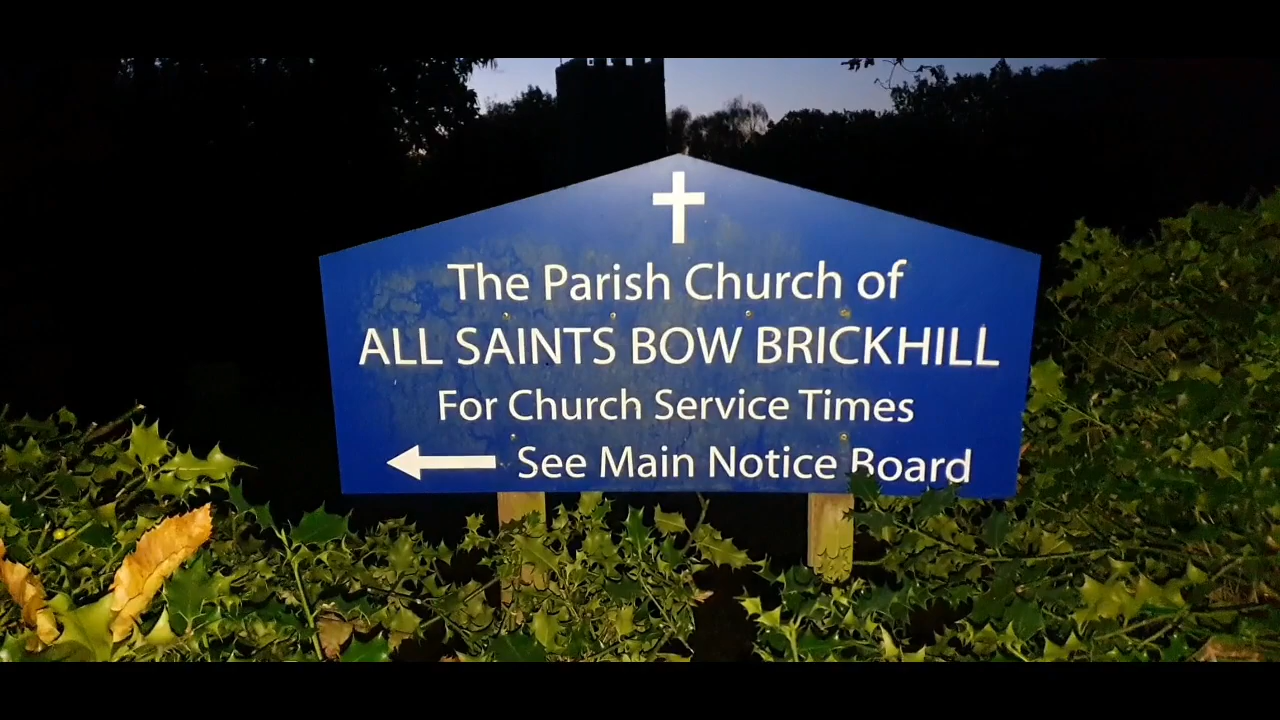 The Parish Church of
ALL SAINTS BOW BRICKHILL
For Church Service Times
See Main Notice Board